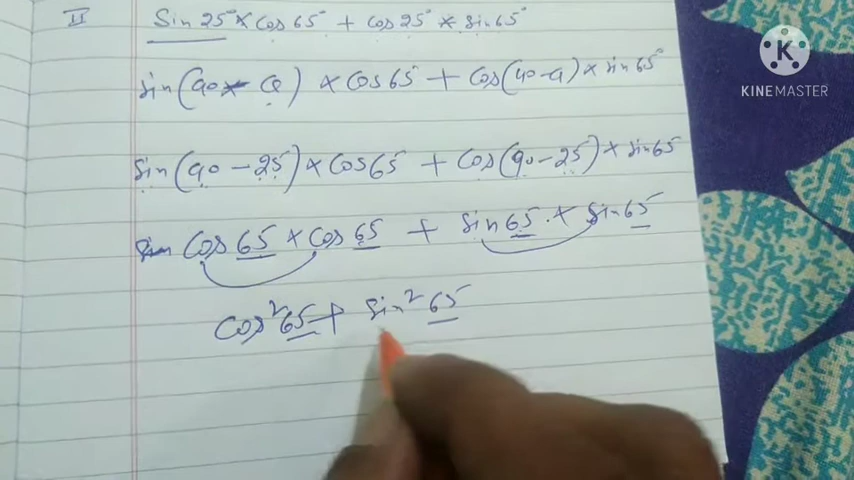 II Sin 25° × Cos 65° + Cos 25° × Sin 65°
Sin (90 - θ) × Cos 65 + Cos (90 - θ) × Sin 65°
Sin (90 - 25) × Cos 65 + Cos (90 - 25) × Sin 65
Cos 65 × Cos 65 + Sin 65 × Sin 65
Cos² 65 + Sin² 65
K
KINEMASTER